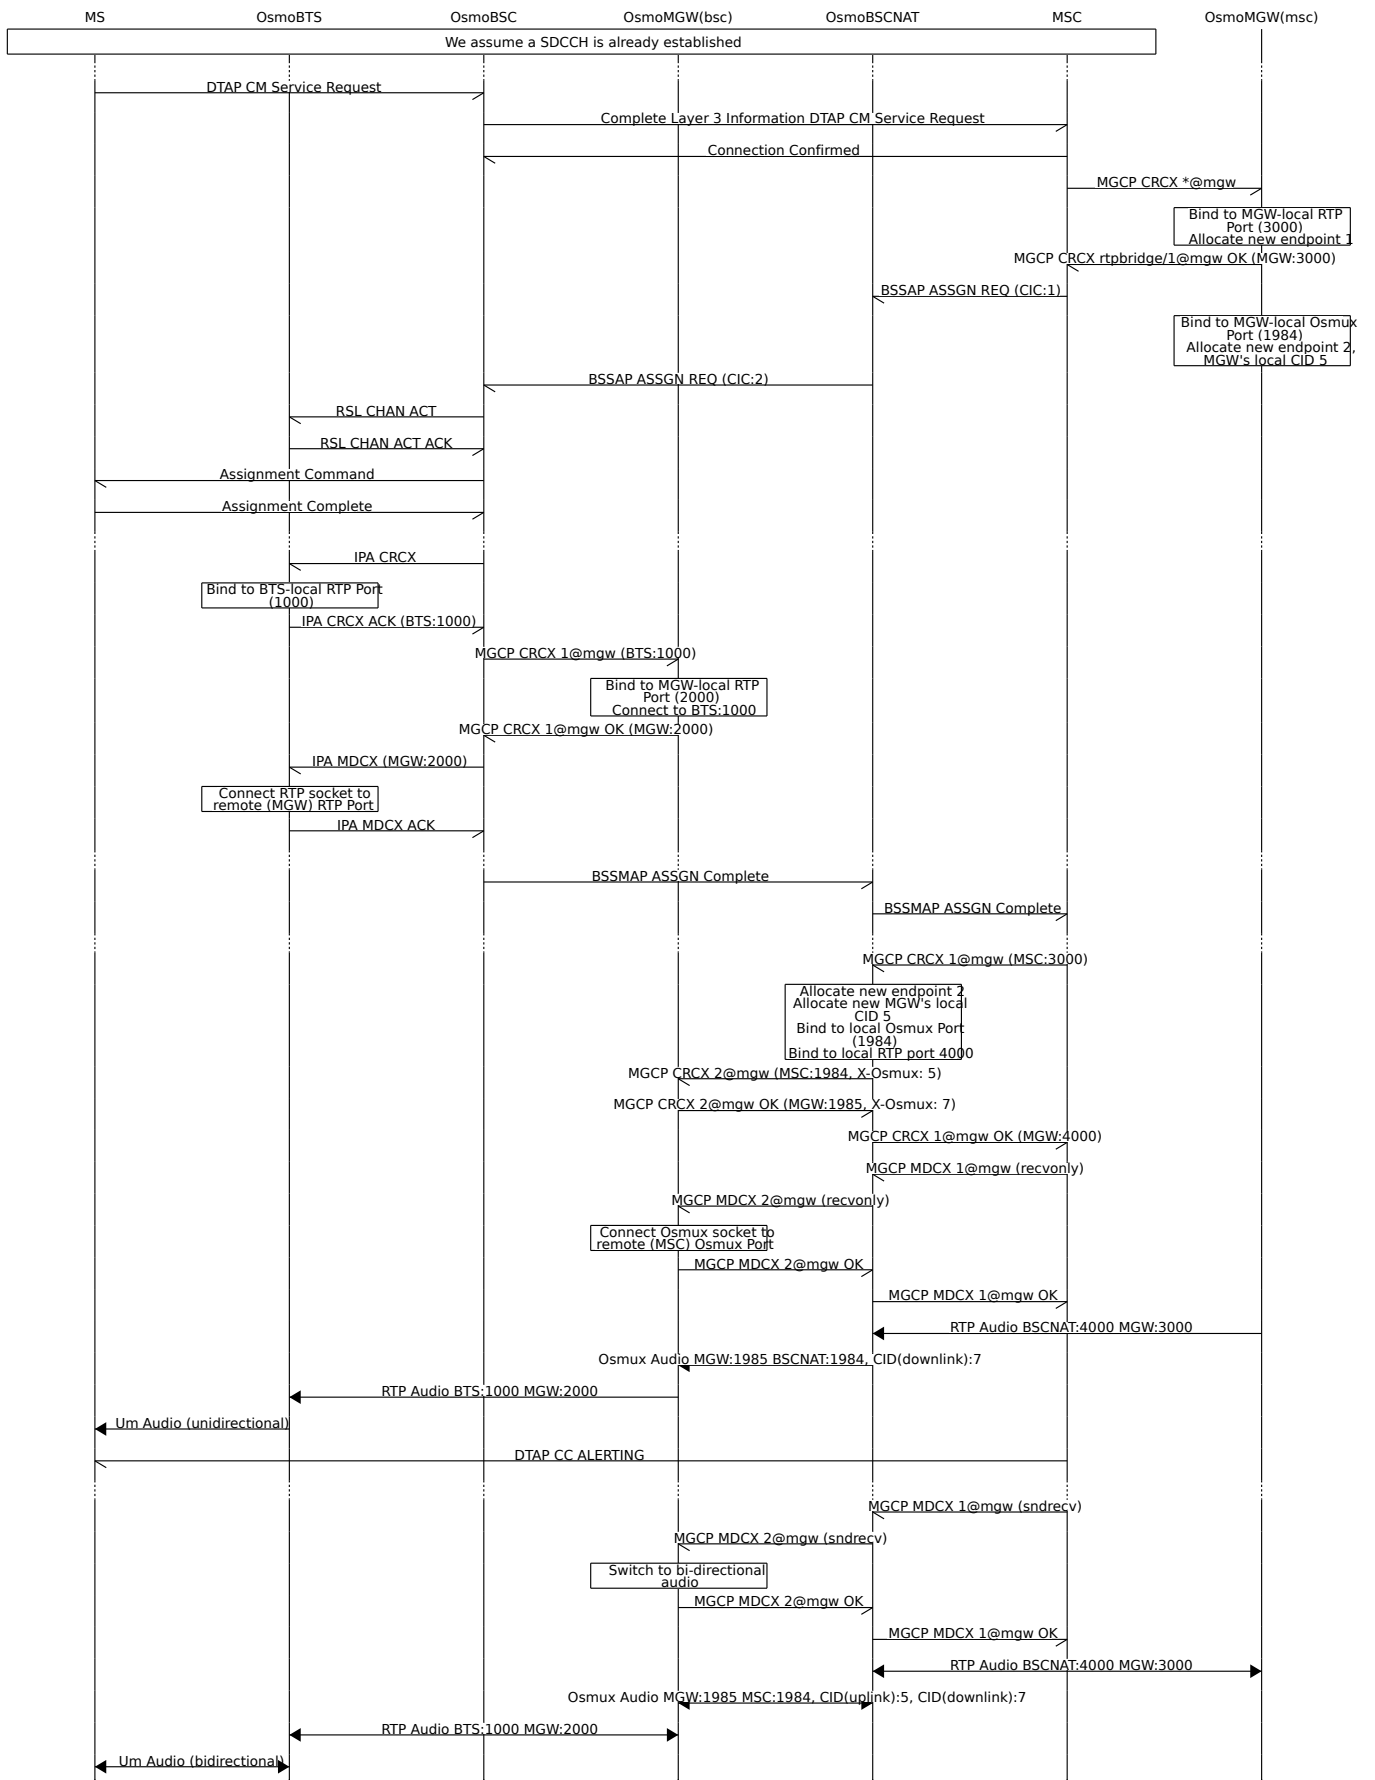 MS OsmoBTS OsmoBSC OsmoMGW(bsc) OsmoBSCNAT MSC OsmoMGW(msc)
We assume a SDCCH is already established
DTAP CM Service Request
Complete Layer 3 Information DTAP CM Service Request
Connection Confirmed
MGCP CRCX *@mgw
Bind to MGW-local RTP
Port (3000)
Allocate new endpoint 1
MGCP CRCX rtpbridge/1@mgw OK (MGW:3000)
BSSAP ASSGN REQ (CIC:1)
Bind to MGW-local Osmux
Port (1984)
Allocate new endpoint 2,
MGW's local CID 5
BSSAP ASSGN REQ (CIC:2)
RSL CHAN ACT
RSL CHAN ACT ACK
Assignment Command
Assignment Complete
IPA CRCX
Bind to BTS-local RTP Port
(1000)
IPA CRCX ACK (BTS:1000)
MGCP CRCX 1@mgw (BTS:1000)
Bind to MGW-local RTP
Port (2000)
Connect to BTS:1000
MGCP CRCX 1@mgw OK (MGW:2000)
IPA MDCX (MGW:2000)
Connect RTP socket to
remote (MGW) RTP Port
IPA MDCX ACK
BSSMAP ASSGN Complete
BSSMAP ASSGN Complete
MGCP CRCX 1@mgw (MSC:3000)
Allocate new endpoint 2
Allocate new MGW's local
CID 5
Bind to local Osmux Port
(1984)
Bind to local RTP port 4000
MGCP CRCX 2@mgw (MSC:1984, X-Osmux: 5)
MGCP CRCX 2@mgw OK (MGW:1985, X-Osmux: 7)
MGCP CRCX 1@mgw OK (MGW:4000)
MGCP MDCX 1@mgw (recvonly)
MGCP MDCX 2@mgw (recvonly)
Connect Osmux socket to
remote (MSC) Osmux Port
MGCP MDCX 2@mgw OK
MGCP MDCX 1@mgw OK
RTP Audio BSCNAT:4000 MGW:3000
Osmux Audio MGW:1985 BSCNAT:1984, CID(downlink):7
RTP Audio BTS:1000 MGW:2000
Um Audio (unidirectional)
DTAP CC ALERTING
MGCP MDCX 1@mgw (sndrecv)
MGCP MDCX 2@mgw (sndrecv)
Switch to bi-directional
audio
MGCP MDCX 2@mgw OK
MGCP MDCX 1@mgw OK
RTP Audio BSCNAT:4000 MGW:3000
Osmux Audio MGW:1985 MSC:1984, CID(uplink):5, CID(downlink):7
RTP Audio BTS:1000 MGW:2000
Um Audio (bidirectional)